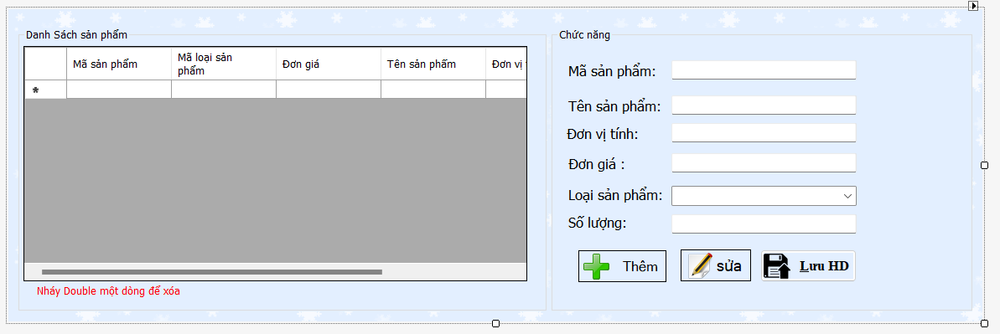 Danh Sách sản phẩm
Mã sản phẩm
Mã loại sản
phẩm
Đơn giá
Tên sản phẩm
Đơn vị
*
Nháy Double một dòng để xóa
Chức năng
Mã sản phẩm:
Tên sản phẩm:
Đơn vị tính:
Đơn giá :
Loại sản phẩm:
Số lượng:
Thêm
sửa
Lưu HD